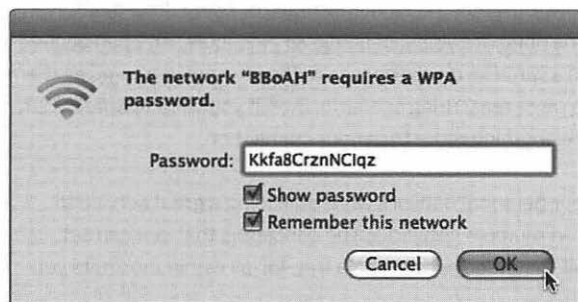 The network “BBoAH” requires a WPA
password.
Password: Kkfa8CrznNCIqz
Show password
Remember this network
Cancel OK